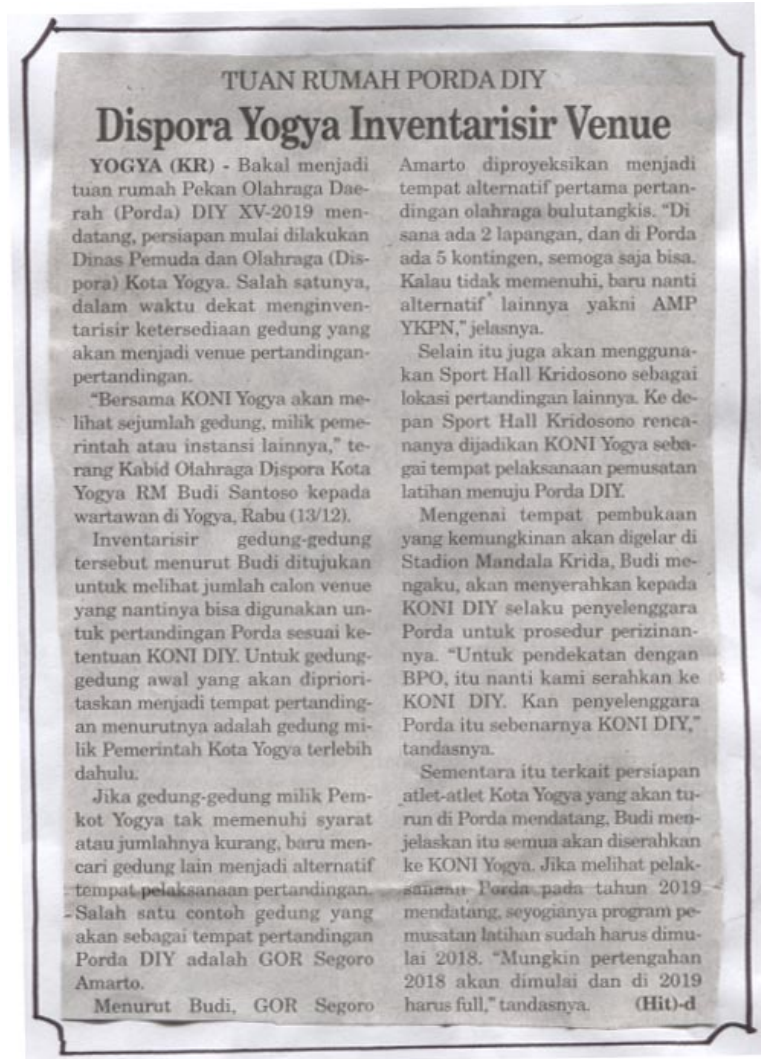 TUAN RUMAH PORDA DIY
Dispora Yogya Inventarisir Venue
YOGYA (KR) - Bakal menjadi
tuan rumah Pekan Olahraga Dae-
rah (Porda) DIY XV-2019 men-
datang, persiapan mulai dilakukan
Dinas Pemuda dan Olahraga (Dis-
pora) Kota Yogya. Salah satunya,
dalam waktu dekat menginven-
tarisir ketersediaan gedung yang
akan menjadi venue pertandingan-
pertandingan.
"Bersama KONI Yogya akan me-
lihat sejumlah gedung, milik peme-
rintah atau instansi lainnya," te-
rang Kabid Olahraga Dispora Kota
Yogya RM Budi Santoso kepada
wartawan di Yogya, Rabu (13/12).
Inventarisir gedung-gedung
tersebut menurut Budi ditujukan
untuk melihat jumlah calon venue
yang nantinya bisa digunakan un-
tuk pertandingan Porda sesuai ke-
tentuan KONI DIY. Untuk gedung-
gedung awal yang akan dipriori-
taskan menjadi tempat pertanding-
an menurutnya adalah gedung mi-
lik Pemerintah Kota Yogya terlebih
dahulu.
Jika gedung-gedung milik Pem-
kot Yogya tak memenuhi syarat
atau jumlahnya kurang, baru men-
cari gedung lain menjadi alternatif
tempat pelaksanaan pertandingan.
Salah satu contoh gedung yang
akan sebagai tempat pertandingan
Porda DIY adalah GOR Segoro
Amarto.
Menurut Budi, GOR Segoro
Amarto diproyeksikan menjadi
tempat alternatif pertama pertan-
dingan olahraga bulutangkis. "Di
sana ada 2 lapangan, dan di Porda
ada 5 kontingen, semoga saja bisa.
Kalau tidak memenuhi, baru nanti
alternatif lainnya yakni AMP
YKPN," jelasnya.
Selain itu juga akan mengguna-
kan Sport Hall Kridosono sebagai
lokasi pertandingan lainnya. Ke de-
pan Sport Hall Kridosono renca-
nanya dijadikan KONI Yogya seba-
gai tempat pelaksanaan pemusatan
latihan menuju Porda DIY.
Mengenai tempat pembukaan
yang kemungkinan akan digelar di
Stadion Mandala Krida, Budi me-
ngaku, akan menyerahkan kepada
KONI DIY selaku penyelenggara
Porda untuk prosedur perizinan-
nya. "Untuk pendekatan dengan
BPO, itu nanti kami serahkan ke
KONI DIY. Kan penyelenggara
Porda itu sebenarnya KONI DIY,"
tandasnya.
Sementara itu terkait persiapan
atlet-atlet Kota Yogya yang akan tu-
run di Porda mendatang, Budi men-
jelaskan itu semua akan diserahkan
ke KONI Yogya. Jika melihat pelak-
sanaan Porda pada tahun 2019
mendatang, seyogianya program pe-
musatan latihan sudah harus dimu-
lai 2018. "Mungkin pertengahan
2018 akan dimulai dan di 2019
harus full," tandasnya. (Hit)-d